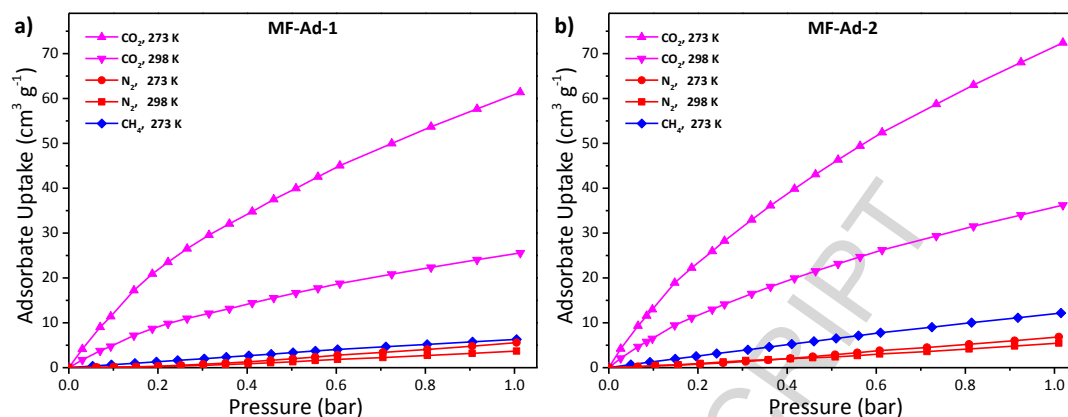 a)
MF-Ad-1
CO₂, 273 K
CO₂, 298 K
N₂, 273 K
N₂, 298 K
CH₄, 273 K
Adsorbate Uptake (cm³ g⁻¹)
70
60
50
40
30
20
10
0
0.0 0.2 0.4 0.6 0.8 1.0
Pressure (bar)
b)
MF-Ad-2
CO₂, 273 K
CO₂, 298 K
N₂, 273 K
N₂, 298 K
CH₄, 273 K
Adsorbate Uptake (cm³ g⁻¹)
70
60
50
40
30
20
10
0
0.0 0.2 0.4 0.6 0.8 1.0
Pressure (bar)
SCRIPT